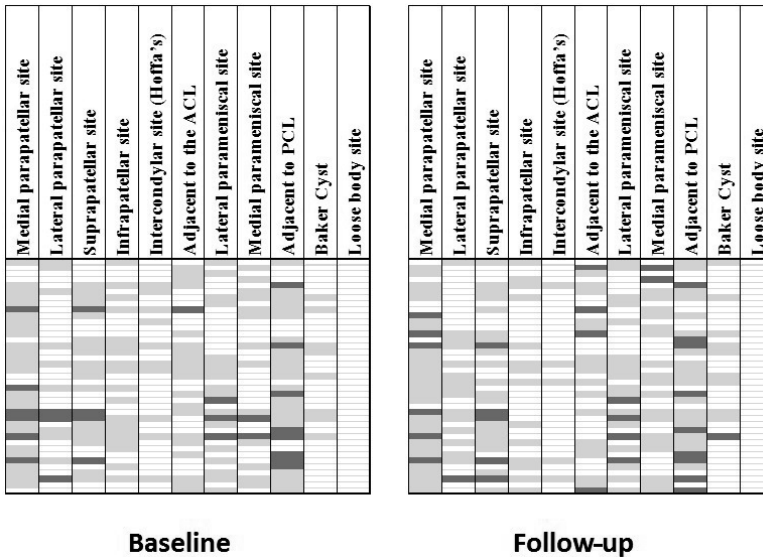 Medial parapatellar site
Lateral parapatellar site
Suprapatellar site
Infrapatellar site
Intercondylar site (Hoffa's)
Adjacent to the ACL
Lateral parameniscal site
Medial parameniscal site
Adjacent to PCL
Baker Cyst
Loose body site
Medial parapatellar site
Lateral parapatellar site
Suprapatellar site
Infrapatellar site
Intercondylar site (Hoffa's)
Adjacent to the ACL
Lateral parameniscal site
Medial parameniscal site
Adjacent to PCL
Baker Cyst
Loose body site
Baseline
Follow-up